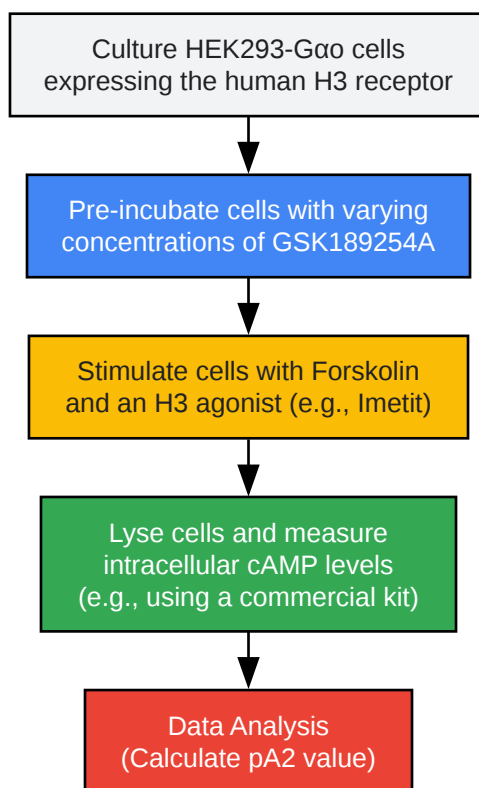 Culture HEK293-Gαo cells
expressing the human H3 receptor
Pre-incubate cells with varying
concentrations of GSK189254A
Stimulate cells with Forskolin
and an H3 agonist (e.g., Imetit)
Lyse cells and measure
intracellular cAMP levels
(e.g., using a commercial kit)
Data Analysis
(Calculate pA2 value)